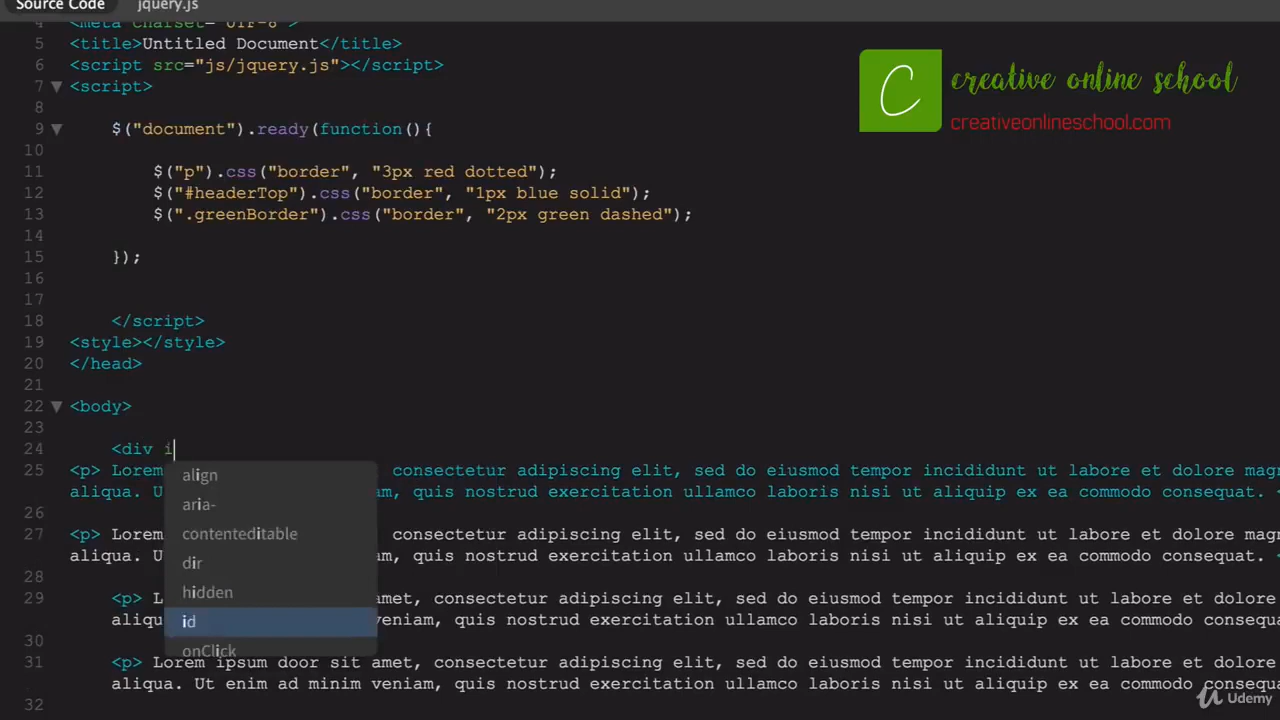 Source Code jquery.js
4 <meta charset="UTF-8">
5 <title>Untitled Document</title>
6 <script src="js/jquery.js"></script>
7 <script>
8
9 $("document").ready(function(){
10
11 $("p").css("border", "3px red dotted");
12 $("#headerTop").css("border", "1px blue solid");
13 $(".greenBorder").css("border", "2px green dashed");
14
15 });
16
17
18 </script>
19 <style></style>
20 </head>
21
22 <body>
23
24 <div i
25 <p> Lorem consectetur adipiscing elit, sed do eiusmod tempor incididunt ut labore et dolore
aliqua. U quis nostrud exercitation ullamco laboris nisi ut aliquip ex ea commodo consequat. <
26
27 <p> Lorem consectetur adipiscing elit, sed do eiusmod tempor incididunt ut labore et dolore
aliqua. U quis nostrud exercitation ullamco laboris nisi ut aliquip ex ea commodo consequat.
28
29 <p> L amet, consectetur adipiscing elit, sed do eiusmod tempor incididunt ut labore et
aliqu veniam, quis nostrud exercitation ullamco laboris nisi ut aliquip ex ea commodo
30
31 <p> Lorem ipsum door sit amet, consectetur adipiscing elit, sed do eiusmod tempor incididunt ut labore et
aliqua. Ut enim ad minim veniam, quis nostrud exercitation ullamco laboris nisi ut aliquip ex ea commodo
32
align
aria-
contenteditable
dir
hidden
id
onClick
C creative online school
creativeonlineschool.com
Udemy